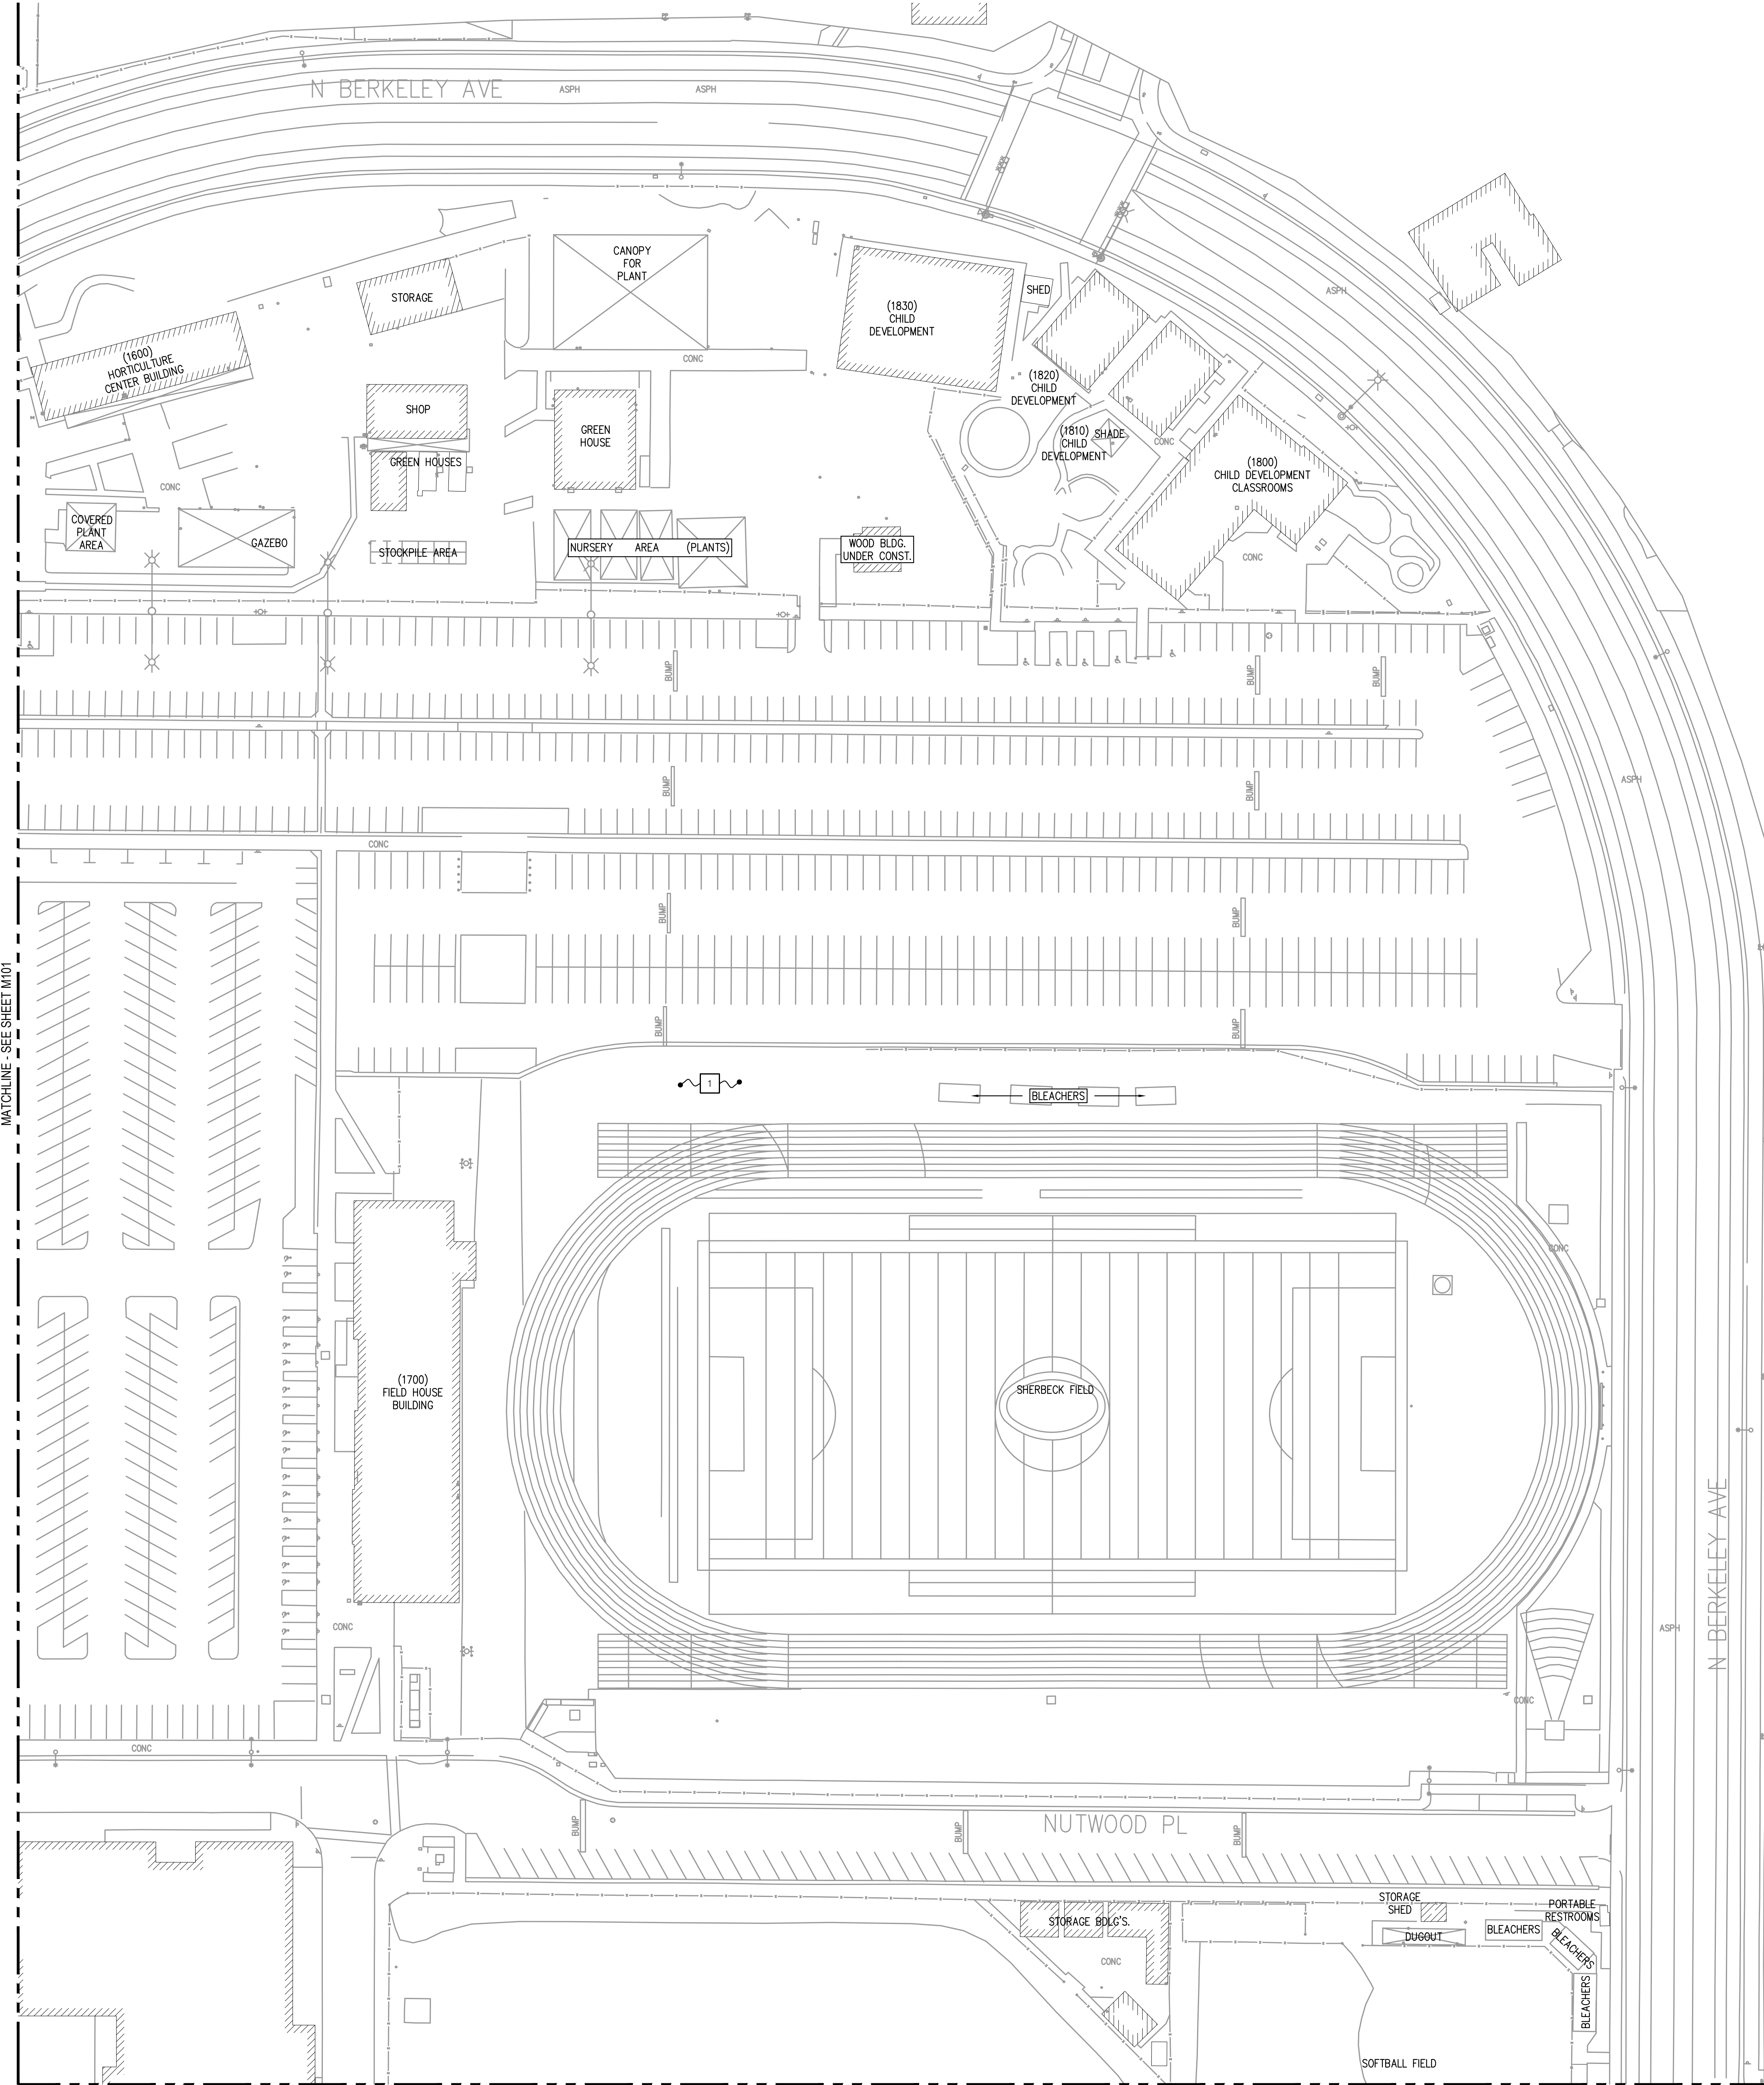 N BERKELEY AVE
ASPH
ASPH
CANOPY
FOR
PLANT
STORAGE
SHED
ASPH
(1830)
CHILD
DEVELOPMENT
(1600)
HORTICULTURE
CENTER BUILDING
CONC
(1820)
CHILD
DEVELOPMENT
SHOP
GREEN
HOUSE
(1810)
CHILD
DEVELOPMENT
SHADE
CONC
GREEN HOUSES
(1800)
CHILD DEVELOPMENT
CLASSROOMS
CONC
COVERED
PLANT
AREA
GAZEBO
STOCKPILE AREA
NURSERY AREA (PLANTS)
WOOD BLDG.
UNDER CONST.
CONC
BUMP
BUMP
BUMP
BUMP
BUMP
ASPH
CONC
BUMP
BUMP
BUMP
BUMP
MATCHLINE - SEE SHEET M101
1
BLEACHERS
CONC
(1700)
FIELD HOUSE
BUILDING
SHERBECK FIELD
N BERKELEY AVE
ASPH
CONC
CONC
CONC
BUMP
BUMP
NUTWOOD PL
BUMP
STORAGE
SHED
PORTABLE
RESTROOMS
STORAGE BDLG'S.
DUGOUT
BLEACHERS
BLEACHERS
CONC
BLEACHERS
SOFTBALL FIELD